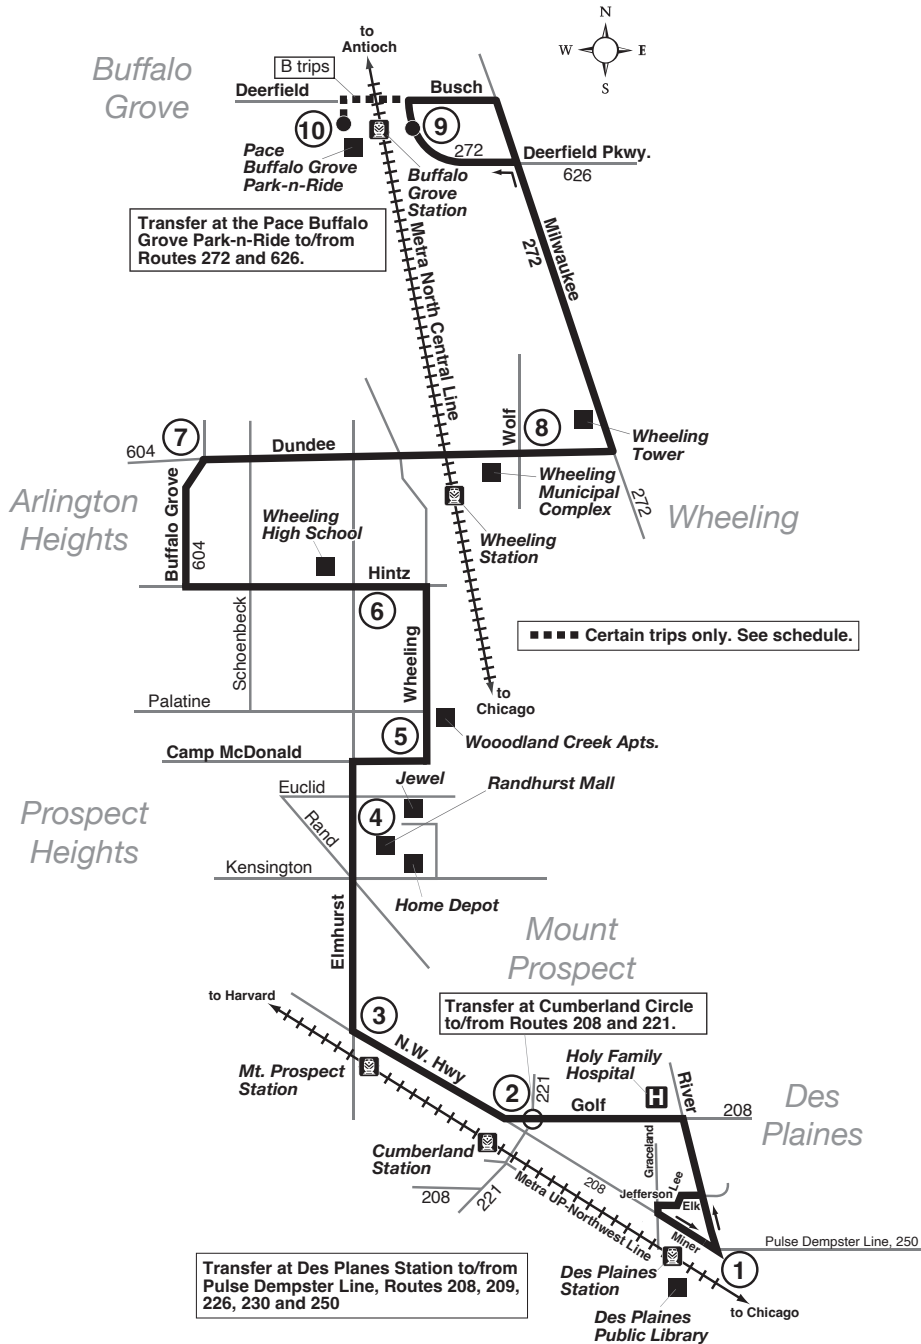 N
W
E
S
to
Antioch
Buffalo
Grove
B trips
Deerfield
Busch
10
9
Pace
Buffalo Grove
Park-n-Ride
272
Deerfield Pkwy.
626
Buffalo
Grove
Station
Transfer at the Pace Buffalo
Grove Park-n-Ride to/from
Routes 272 and 626.
Metra North Central Line
Milwaukee
272
7
604
Dundee
Wolf
8
Wheeling
Tower
Wheeling
Municipal
Complex
272
Wheeling
Arlington
Heights
Buffalo Grove
604
Wheeling
High School
Wheeling
Station
Hintz
6
Schoenbeck
Wheeling
Certain trips only. See schedule.
Palatine
to
Chicago
5
Wooodland Creek Apts.
Camp McDonald
Jewel
Randhurst Mall
Euclid
Rand
4
Prospect
Heights
Kensington
Home Depot
Elmhurst
Mount
Prospect
to Harvard
3
Transfer at Cumberland Circle
to/from Routes 208 and 221.
N.W. Hwy
Mt. Prospect
Station
2
221
Holy Family
Hospital
H
River
Golf
208
Des
Plaines
Cumberland
Station
Graceland
208
221
208
Jefferson
Lee
Elk
Metra UP-Northwest Line
Miner
Pulse Dempster Line, 250
1
Transfer at Des Planes Station to/from
Pulse Dempster Line, Routes 208, 209,
226, 230 and 250
Des Plaines
Station
to Chicago
Des Plaines
Public Library